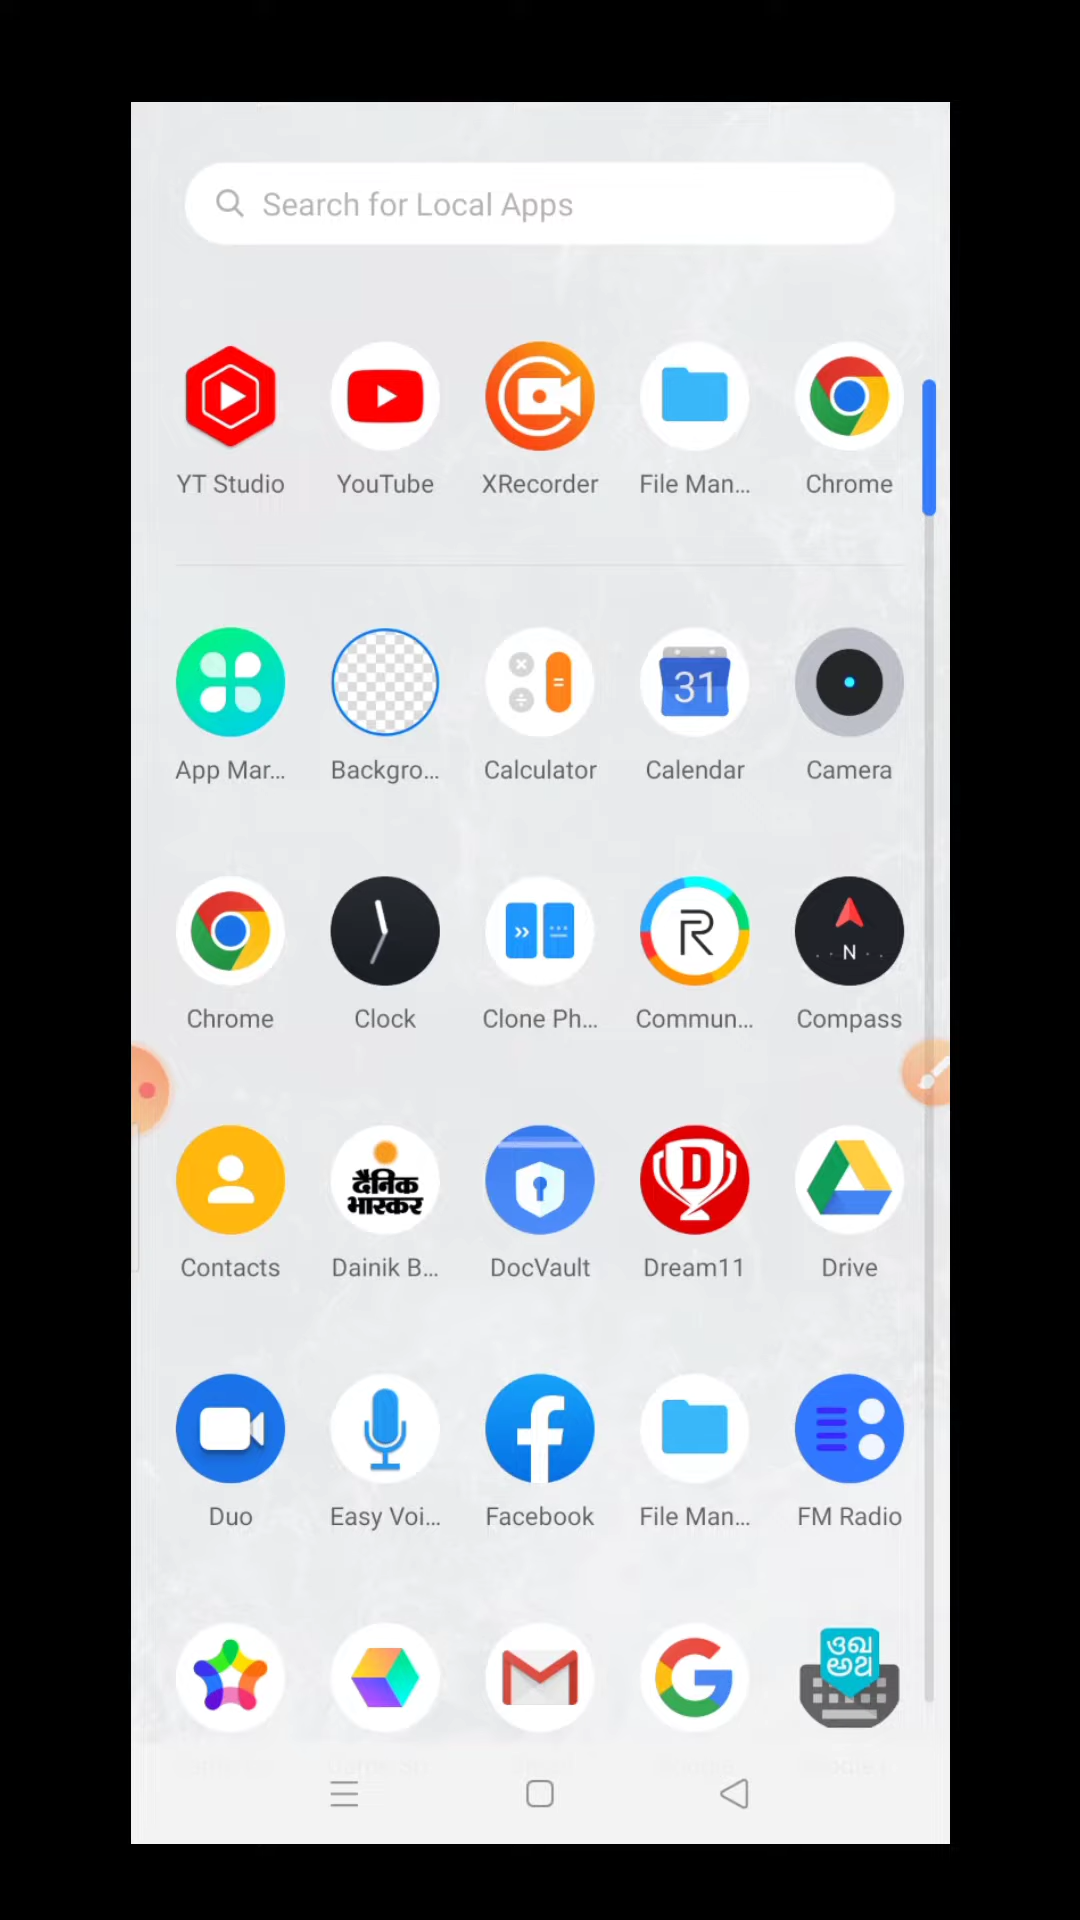 Search for Local Apps
YT Studio YouTube XRecorder File Man... Chrome
31
App Mar... Backgro... Calculator Calendar Camera
R
N
Chrome Clock Clone Ph... Commun... Compass
दैनिक
भास्कर
D
Contacts Dainik B... DocVault Dream11 Drive
Duo Easy Voi... Facebook File Man... FM Radio
G